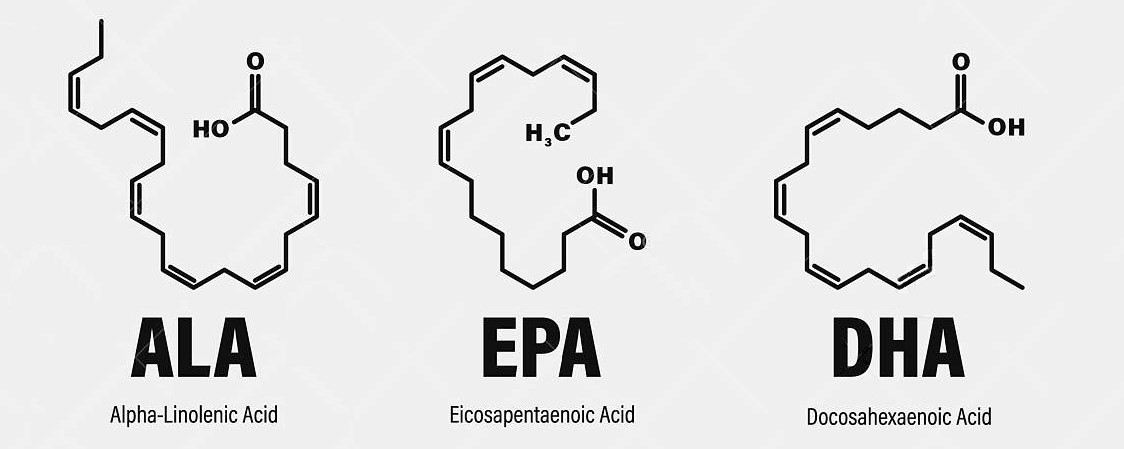 O
HO
ALA
Alpha-Linolenic Acid
H₃C
OH
O
EPA
Eicosapentaenoic Acid
O
OH
DHA
Docosahexaenoic Acid